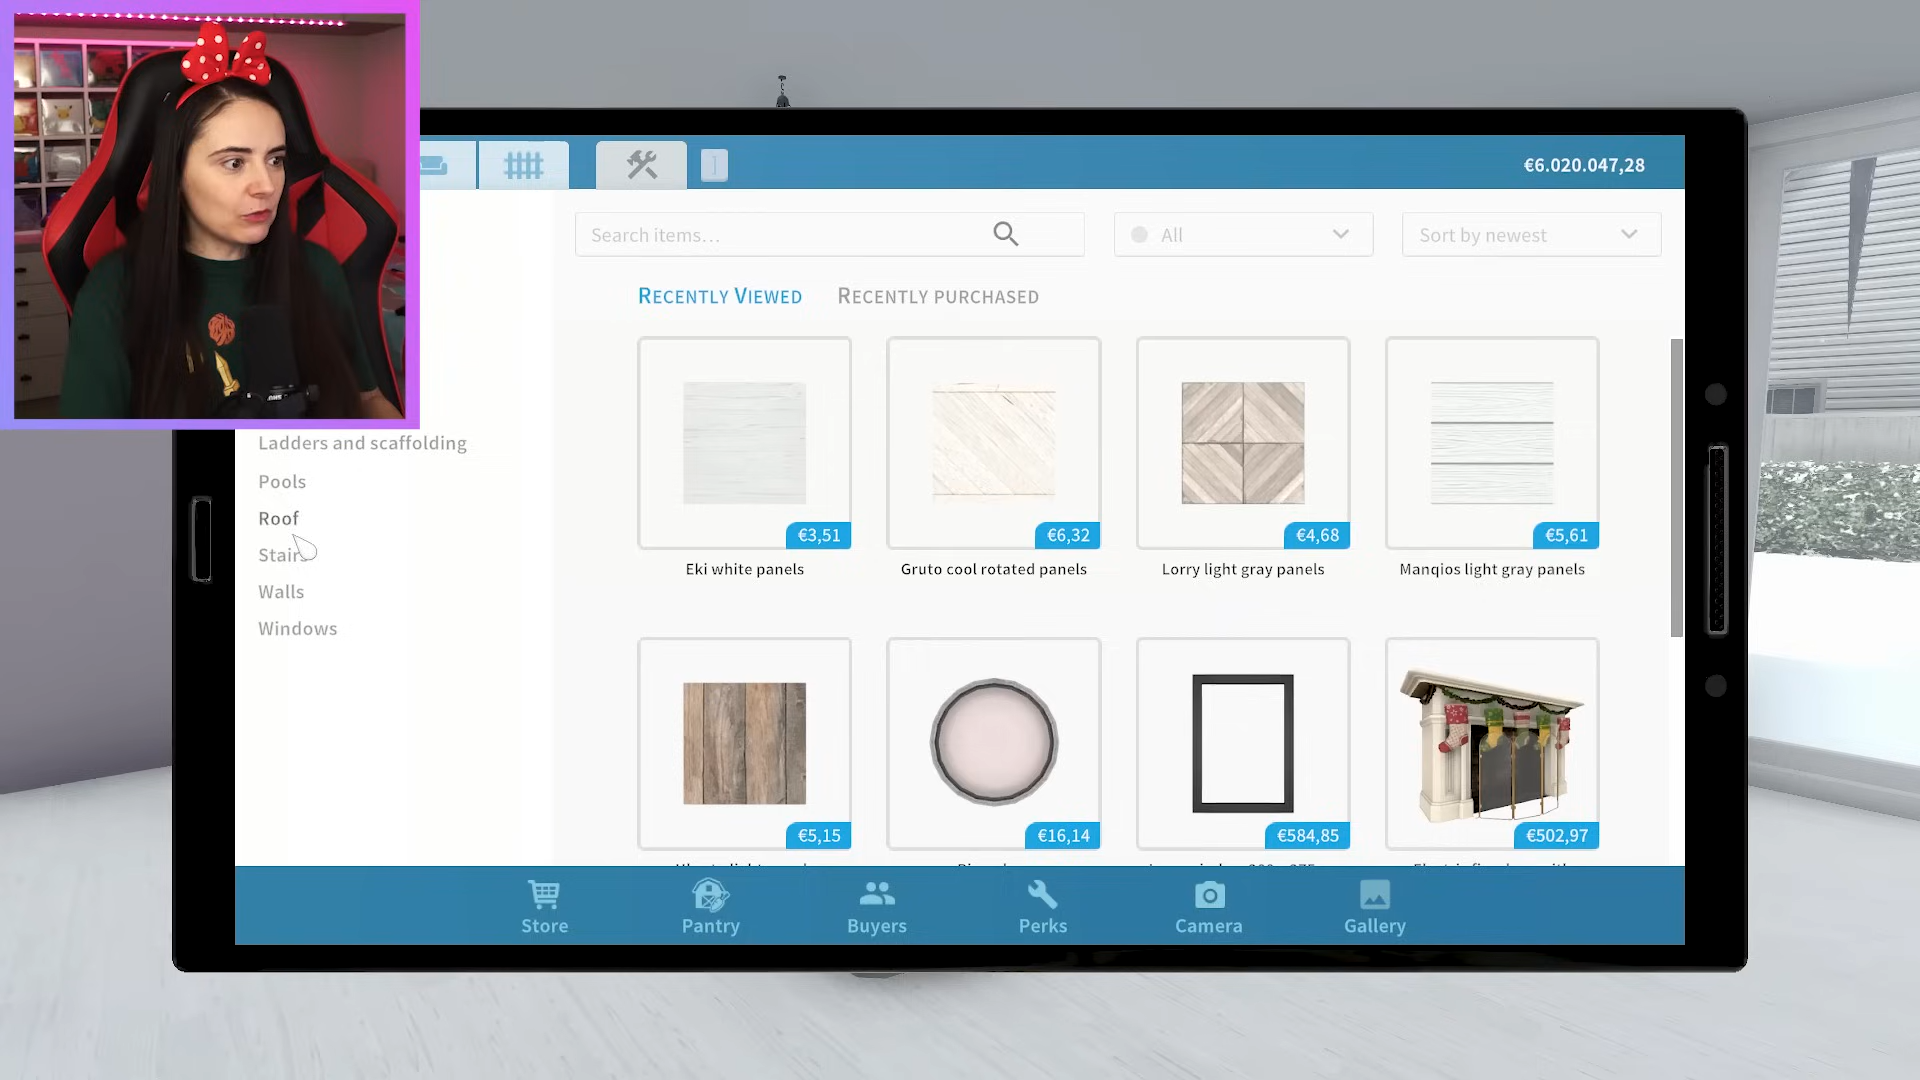 €6.020.047,28
Search items...
All
Sort by newest
Recently Viewed
Recently purchased
Ladders and scaffolding
Pools
Roof
Stairs
Walls
Windows
€3,51
€6,32
€4,68
€5,61
Eki white panels
Gruto cool rotated panels
Lorry light gray panels
Manqios light gray panels
€5,15
€16,14
€584,85
€502,97
Store
Pantry
Buyers
Perks
Camera
Gallery